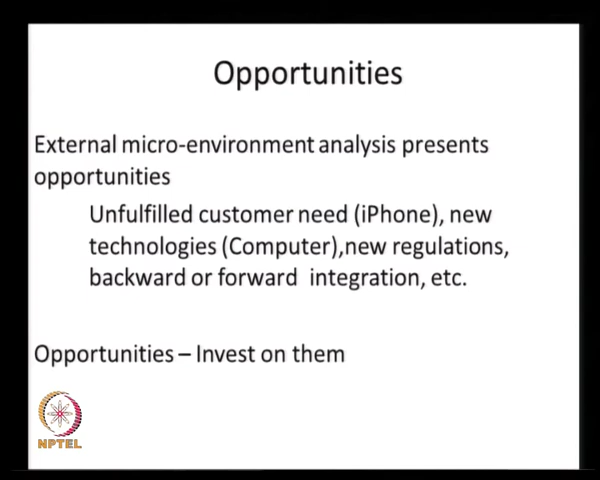 Opportunities
External micro-environment analysis presents
opportunities
Unfulfilled customer need (iPhone), new
technologies (Computer),new regulations,
backward or forward integration, etc.
Opportunities – Invest on them
NPTEL